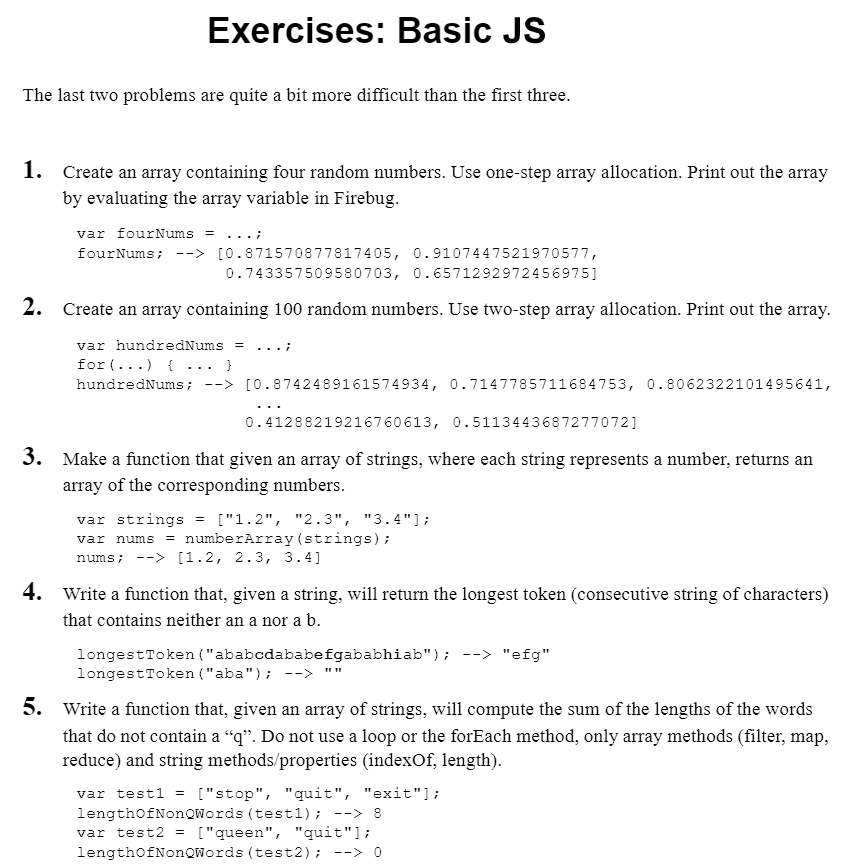 Exercises: Basic JS
The last two problems are quite a bit more difficult than the first three.
1. Create an array containing four random numbers. Use one-step array allocation. Print out the array
by evaluating the array variable in Firebug.
var fourNums = ...;
fourNums; --> [0.871570877817405, 0.9107447521970577,
0.743357509580703, 0.6571292972456975]
2. Create an array containing 100 random numbers. Use two-step array allocation. Print out the array.
var hundredNums = ...;
for(...) { ... }
hundredNums; --> [0.8742489161574934, 0.7147785711684753, 0.8062322101495641,
...
0.41288219216760613, 0.5113443687277072]
3. Make a function that given an array of strings, where each string represents a number, returns an
array of the corresponding numbers.
var strings = ["1.2", "2.3", "3.4"];
var nums = numberArray(strings);
nums; --> [1.2, 2.3, 3.4]
4. Write a function that, given a string, will return the longest token (consecutive string of characters)
that contains neither an a nor a b.
longestToken("ababcdababefgababhiab"); --> "efg"
longestToken("aba"); --> ""
5. Write a function that, given an array of strings, will compute the sum of the lengths of the words
that do not contain a “q”. Do not use a loop or the forEach method, only array methods (filter, map,
reduce) and string methods/properties (indexOf, length).
var test1 = ["stop", "quit", "exit"];
lengthOfNonQWords(test1); --> 8
var test2 = ["queen", "quit"];
lengthOfNonQWords(test2); --> 0